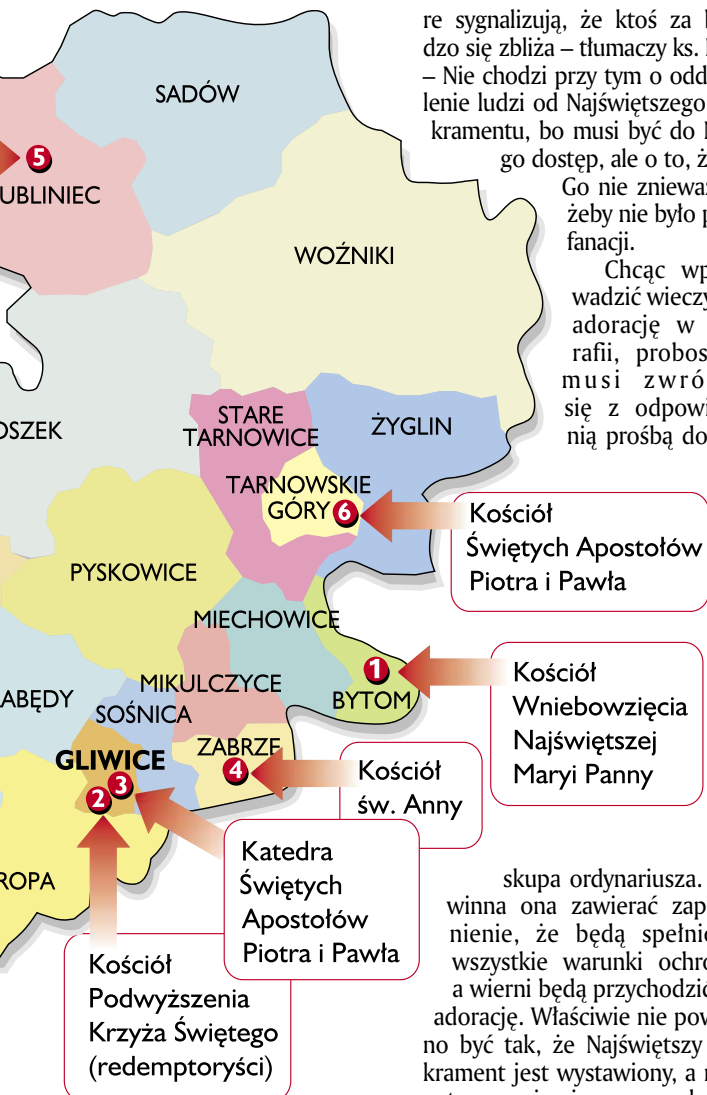 re sygnalizują, że ktoś za
dzo się zbliża – tłumaczy ks.
– Nie chodzi przy tym o odd
lenie ludzi od Najświętszego
kramentu, bo musi być do
go dostęp, ale o to, ż
Go nie znieważ
żeby nie było p
fanacji.
Chcąc wp
wadzić wieczy
adorację w
rafii, probos
musi zwró
się z odpowi
nią prośbą do
SADÓW
5
UBLINIEC
WOŹNIKI
OSZEK
STARE
TARNOWICE
ŻYGLIN
TARNOWSKIE
GÓRY 6
Kościół
Świętych Apostołów
Piotra i Pawła
PYSKOWICE
MIECHOWICE
1
BYTOM
Kościół
Wniebowzięcia
Najświętszej
Maryi Panny
ABĘDY
MIKULCZYCE
SOŚNICA
ZABRZE
4
Kościół
św. Anny
GLIWICE
3
2
Katedra
Świętych
Apostołów
Piotra i Pawła
ROPA
Kościół
Podwyższenia
Krzyża Świętego
(redemptoryści)
skupa ordynariusza.
winna ona zawierać zap
nienie, że będą spełnio
wszystkie warunki ochro
a wierni będą przychodzić
adorację. Właściwie nie pow
no być tak, że Najświętszy
krament jest wystawiony, a